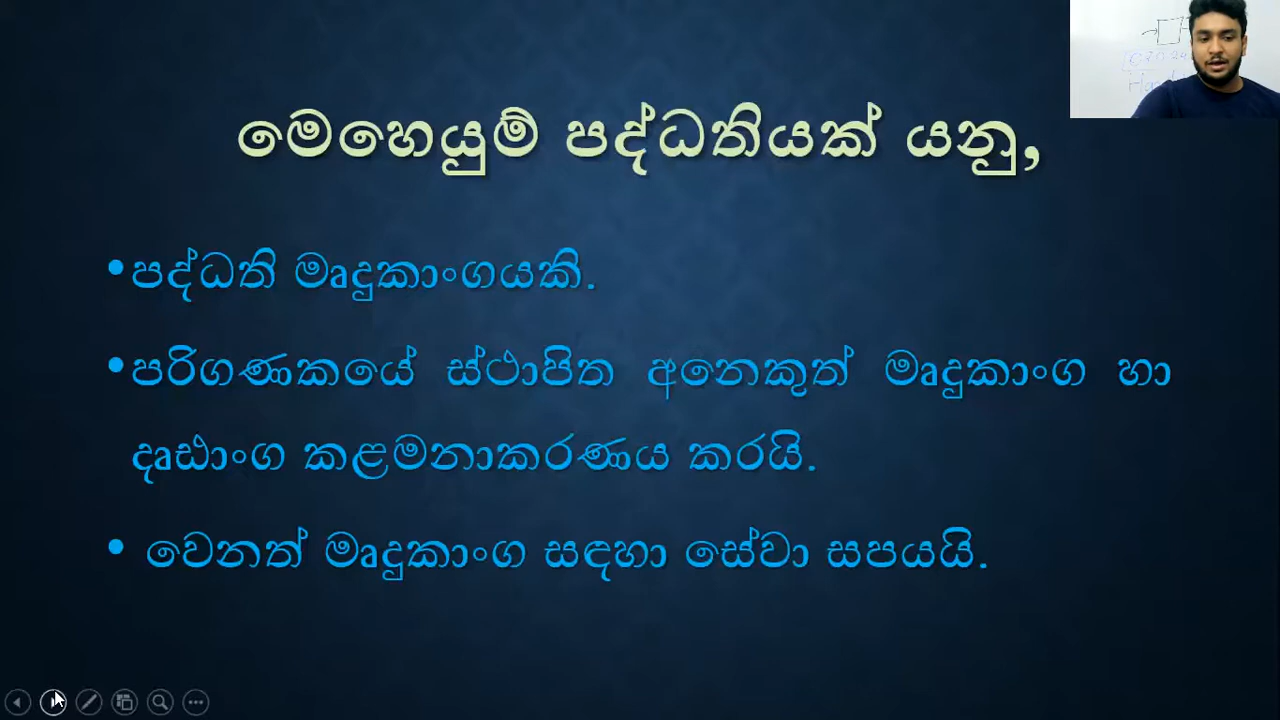 මෙහෙයුම් පද්ධතියක් යනු,
•පද්ධති මෘදුකාංගයකි.
•පරිගණකයේ ස්ථාපිත අනෙකුත් මෘදුකාංග හා
දෘඪාංග කළමනාකරණය කරයි.
• වෙනත් මෘදුකාංග සඳහා සේවා සපයයි.